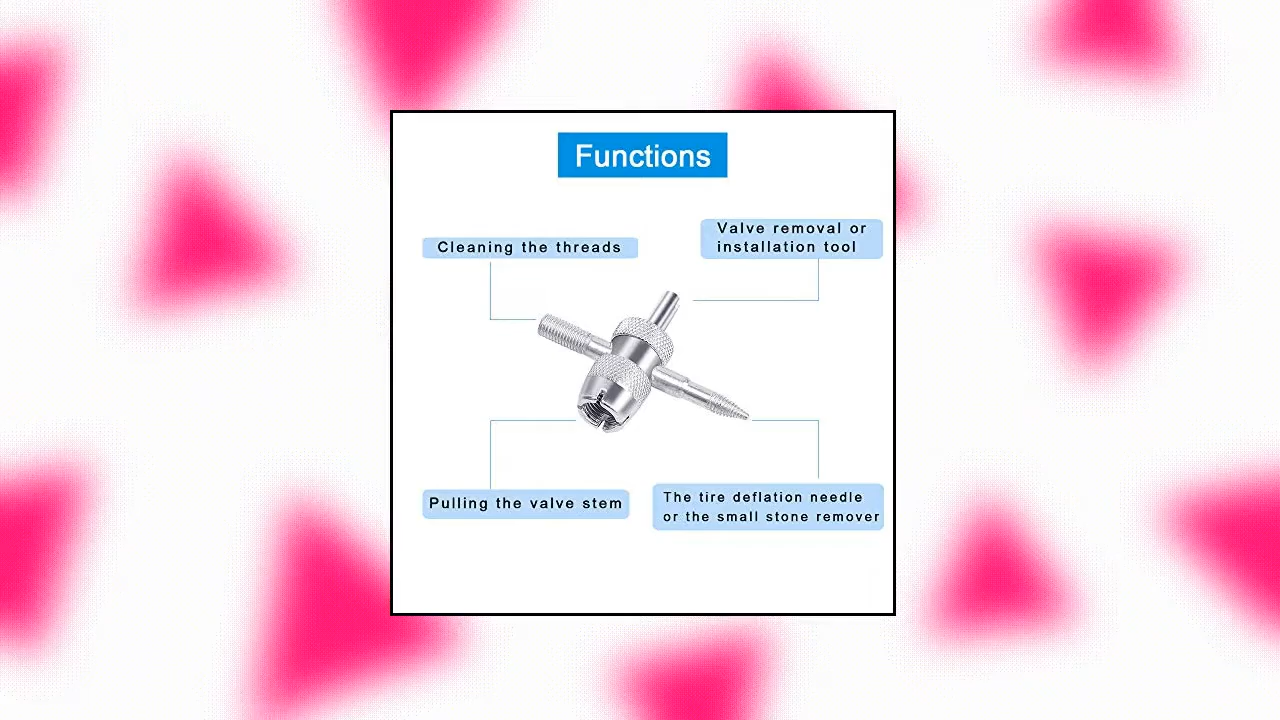 Functions
Cleaning the threads
Valve removal or
installation tool
Pulling the valve stem
The tire deflation needle
or the small stone remover